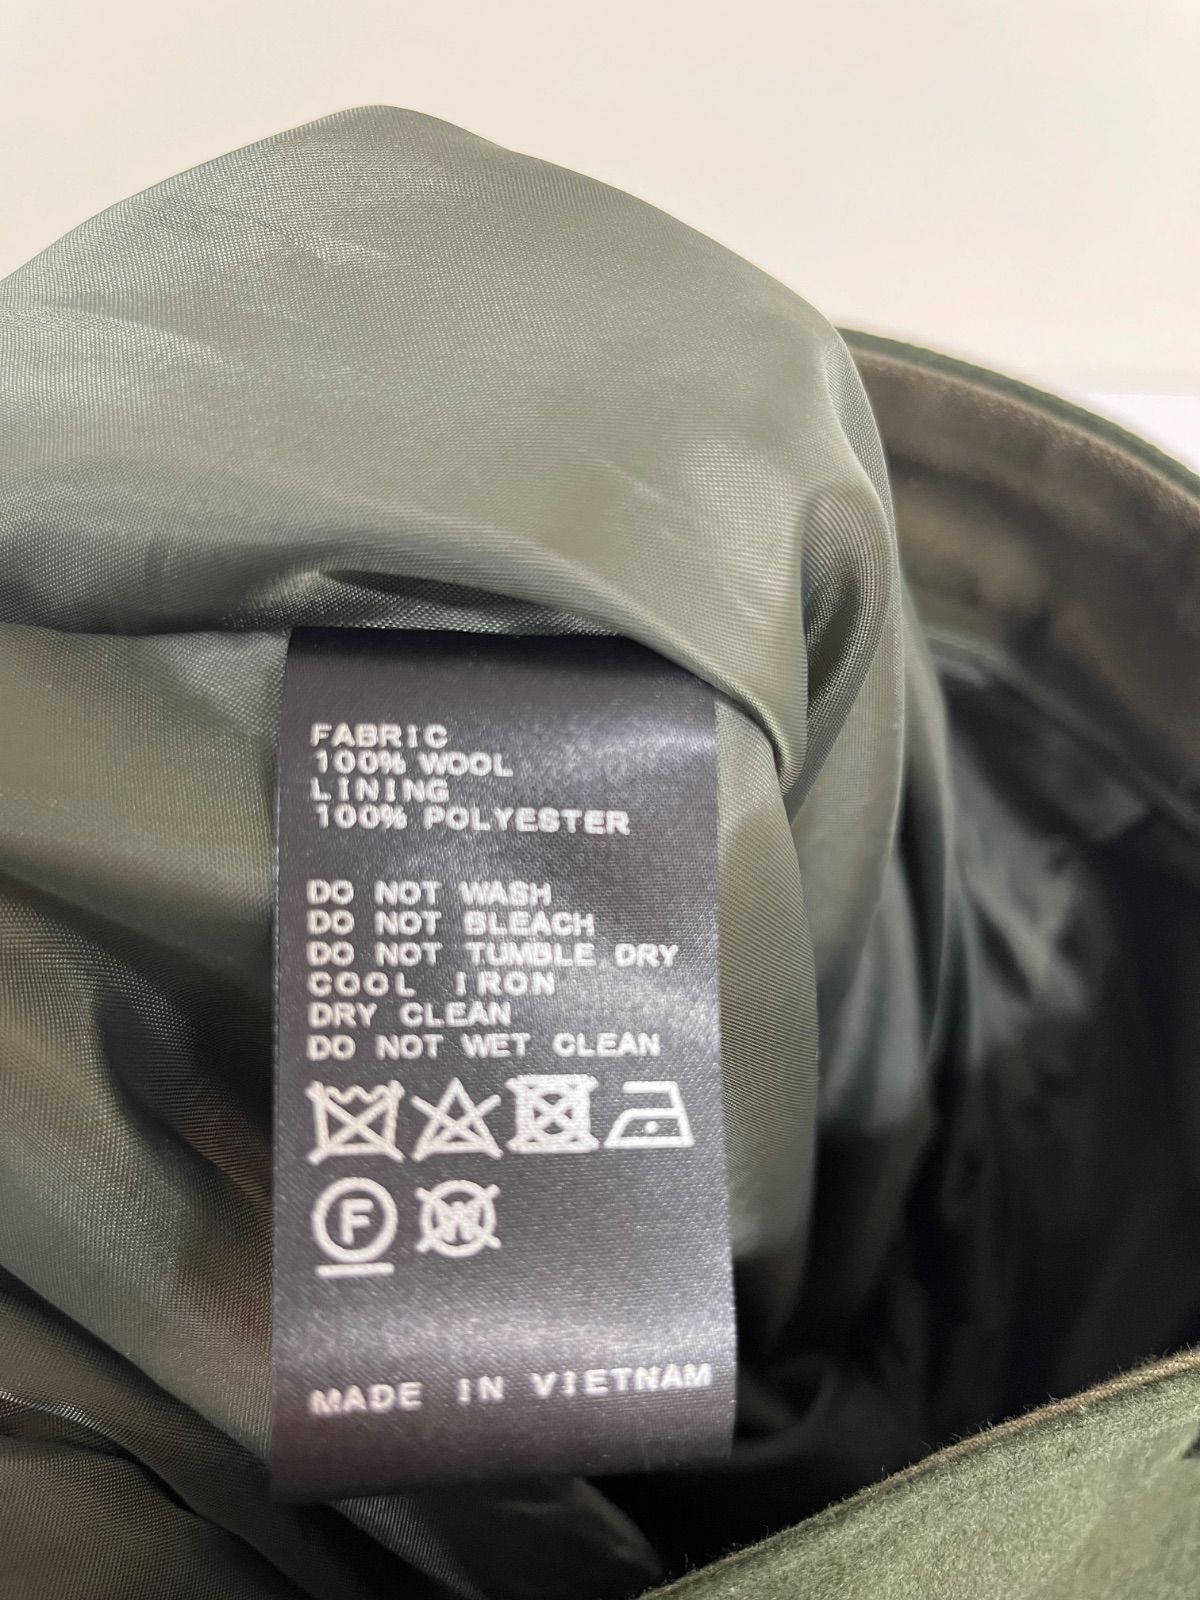 FABRIC
100% WOOL
LINING
100% POLYESTER
DO NOT WASH
DO NOT BLEACH
DO NOT TUMBLE DRY
COOL IRON
DRY CLEAN
DO NOT WET CLEAN
F W
MADE IN VIETNAM